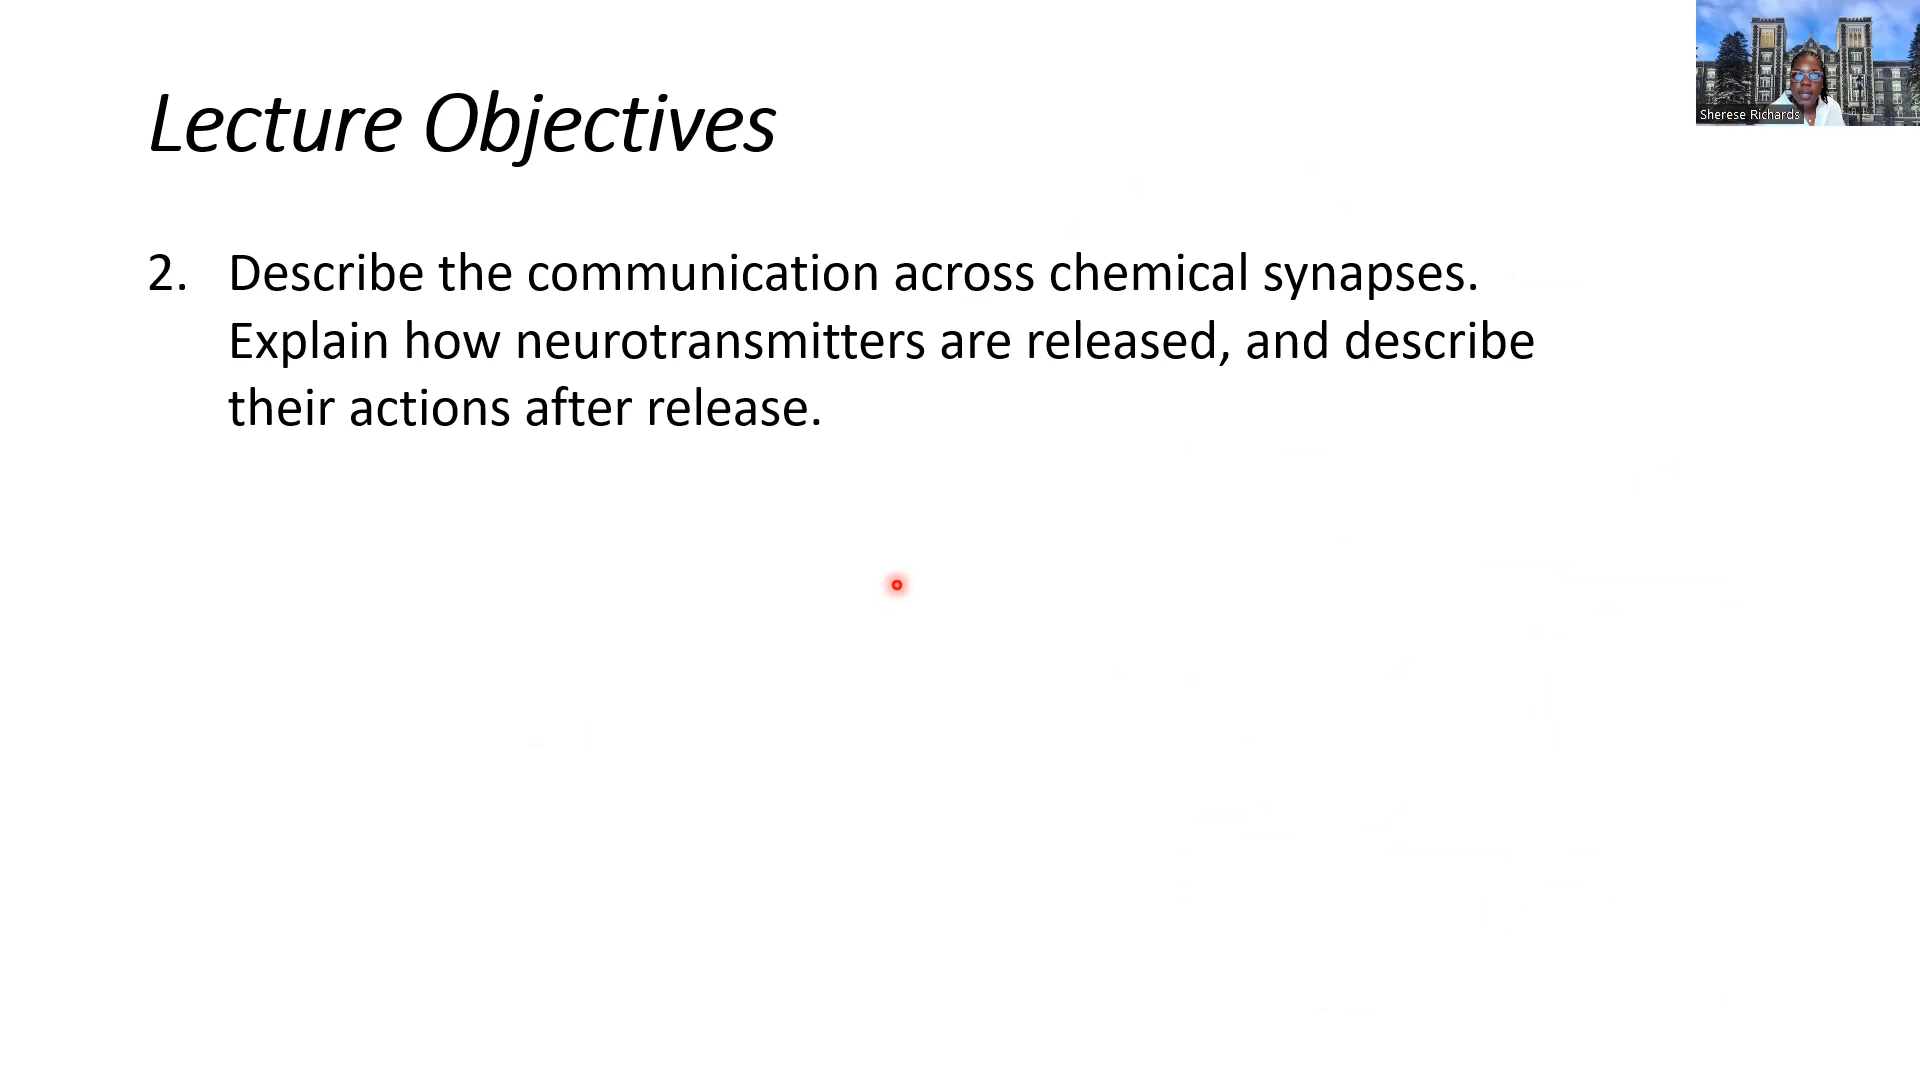 Lecture Objectives
2. Describe the communication across chemical synapses.
Explain how neurotransmitters are released, and describe
their actions after release.
Sherese Richards